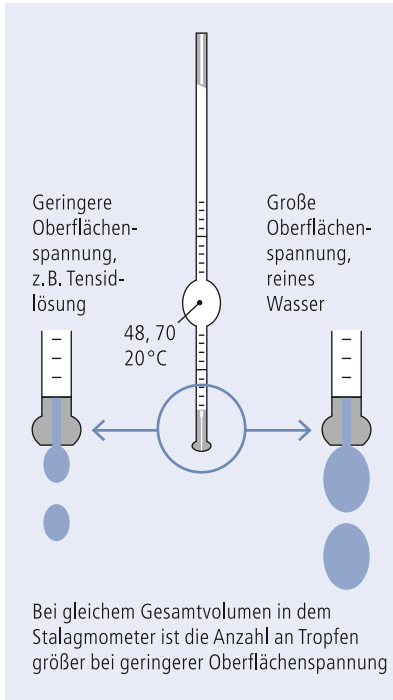 Geringere
Oberflächen-
spannung,
z. B. Tensid-
lösung
Große
Oberflächen-
spannung,
reines
Wasser
48, 70
20 °C
Bei gleichem Gesamtvolumen in dem
Stalagmometer ist die Anzahl an Tropfen
größer bei geringerer Oberflächenspannung